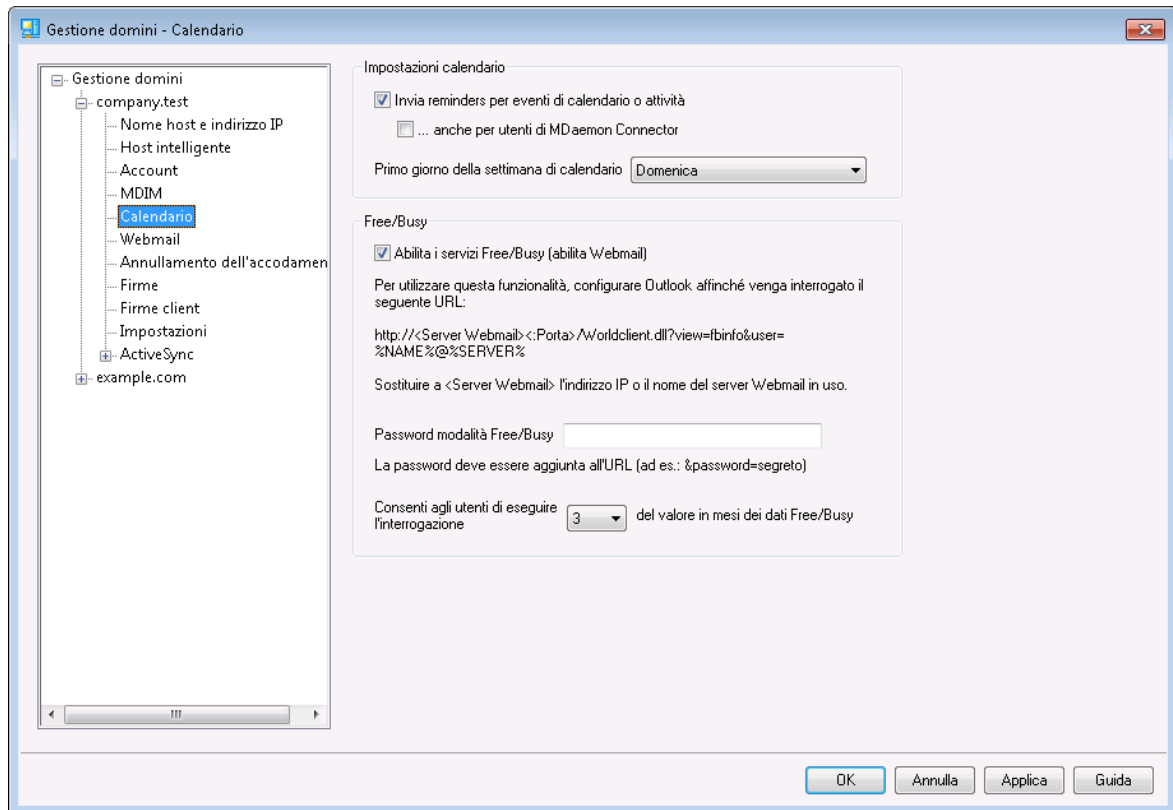 Gestione domini - Calendario
Gestione domini
company.test
Nome host e indirizzo IP
Host intelligente
Account
MDIM
Calendario
Webmail
Annullamento dell'accodamen
Firme
Firme client
Impostazioni
ActiveSync
example.com
Impostazioni calendario
Invia reminders per eventi di calendario o attività
... anche per utenti di MDaemon Connector
Primo giorno della settimana di calendario Domenica
Free/Busy
Abilita i servizi Free/Busy (abilita Webmail)
Per utilizzare questa funzionalità, configurare Outlook affinché venga interrogato il
seguente URL:
http://<Server Webmail><:Porta>/Worldclient.dll?view=fbinfo&user=
%NAME%@%SERVER%
Sostituire a <Server Webmail> l'indirizzo IP o il nome del server Webmail in uso.
Password modalità Free/Busy
La password deve essere aggiunta all'URL (ad es.: &password=segreto)
Consenti agli utenti di eseguire
l'interrogazione 3 del valore in mesi dei dati Free/Busy
OK Annulla Applica Guida